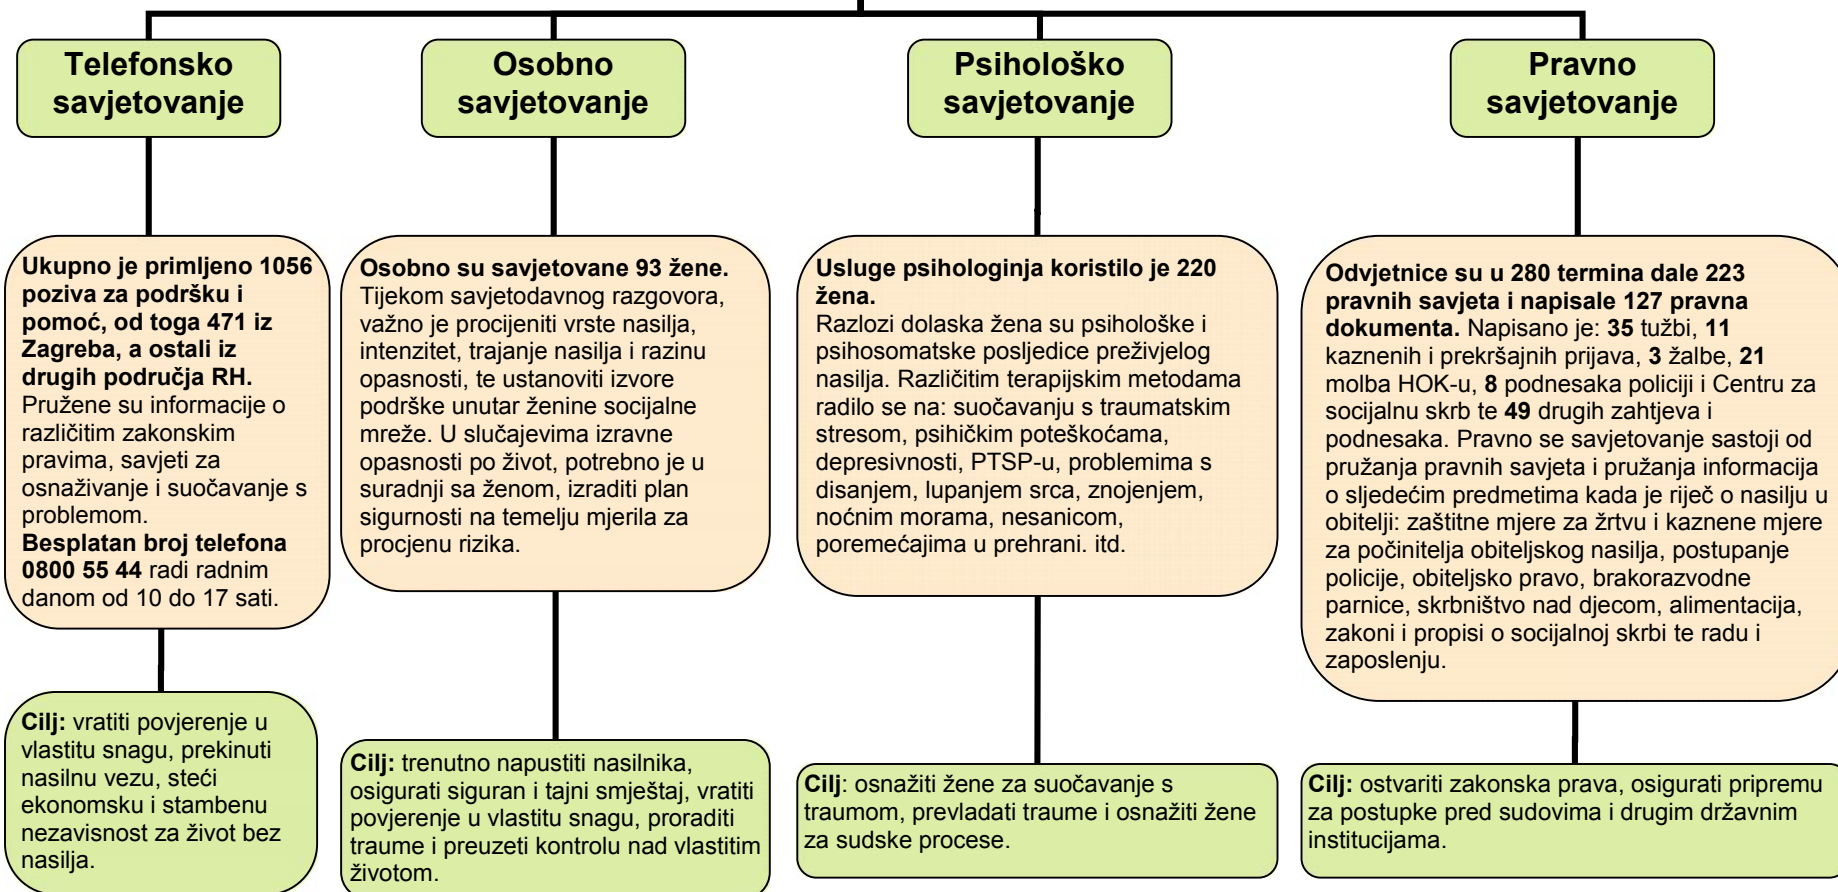 Telefonsko
savjetovanje
Osobno
savjetovanje
Psihološko
savjetovanje
Pravno
savjetovanje
Ukupno je primljeno 1056
poziva za podršku i
pomoć, od toga 471 iz
Zagreba, a ostali iz
drugih područja RH.
Pružene su informacije o
različitim zakonskim
pravima, savjeti za
osnaživanje i suočavanje s
problemom.
Besplatan broj telefona
0800 55 44 radi radnim
danom od 10 do 17 sati.
Osobno su savjetovane 93 žene.
Tijekom savjetodavnog razgovora,
važno je procijeniti vrste nasilja,
intenzitet, trajanje nasilja i razinu
opasnosti, te ustanoviti izvore
podrške unutar ženine socijalne
mreže. U slučajevima izravne
opasnosti po život, potrebno je u
suradnji sa ženom, izraditi plan
sigurnosti na temelju mjerila za
procjenu rizika.
Usluge psihologinja koristilo je 220
žena.
Razlozi dolaska žena su psihološke i
psihosomatske posljedice preživjelog
nasilja. Različitim terapijskim metodama
radilo se na: suočavanju s traumatskim
stresom, psihičkim poteškoćama,
depresivnosti, PTSP-u, problemima s
disanjem, lupanjem srca, znojenjem,
noćnim morama, nesanicom,
poremećajima u prehrani. itd.
Odvjetnice su u 280 termina dale 223
pravnih savjeta i napisale 127 pravna
dokumenta. Napisano je: 35 tužbi, 11
kaznenih i prekršajnih prijava, 3 žalbe, 21
molba HOK-u, 8 podnesaka policiji i Centru za
socijalnu skrb te 49 drugih zahtjeva i
podnesaka. Pravno se savjetovanje sastoji od
pružanja pravnih savjeta i pružanja informacija
o sljedećim predmetima kada je riječ o nasilju u
obitelji: zaštitne mjere za žrtvu i kaznene mjere
za počinitelja obiteljskog nasilja, postupanje
policije, obiteljsko pravo, brakorazvodne
parnice, skrbništvo nad djecom, alimentacija,
zakoni i propisi o socijalnoj skrbi te radu i
zaposlenju.
Cilj: vratiti povjerenje u
vlastitu snagu, prekinuti
nasilnu vezu, steći
ekonomsku i stambenu
nezavisnost za život bez
nasilja.
Cilj: trenutno napustiti nasilnika,
osigurati siguran i tajni smještaj, vratiti
povjerenje u vlastitu snagu, proraditi
traume i preuzeti kontrolu nad vlastitim
životom.
Cilj: osnažiti žene za suočavanje s
traumom, prevladati traume i osnažiti žene
za sudske procese.
Cilj: ostvariti zakonska prava, osigurati pripremu
za postupke pred sudovima i drugim državnim
institucijama.